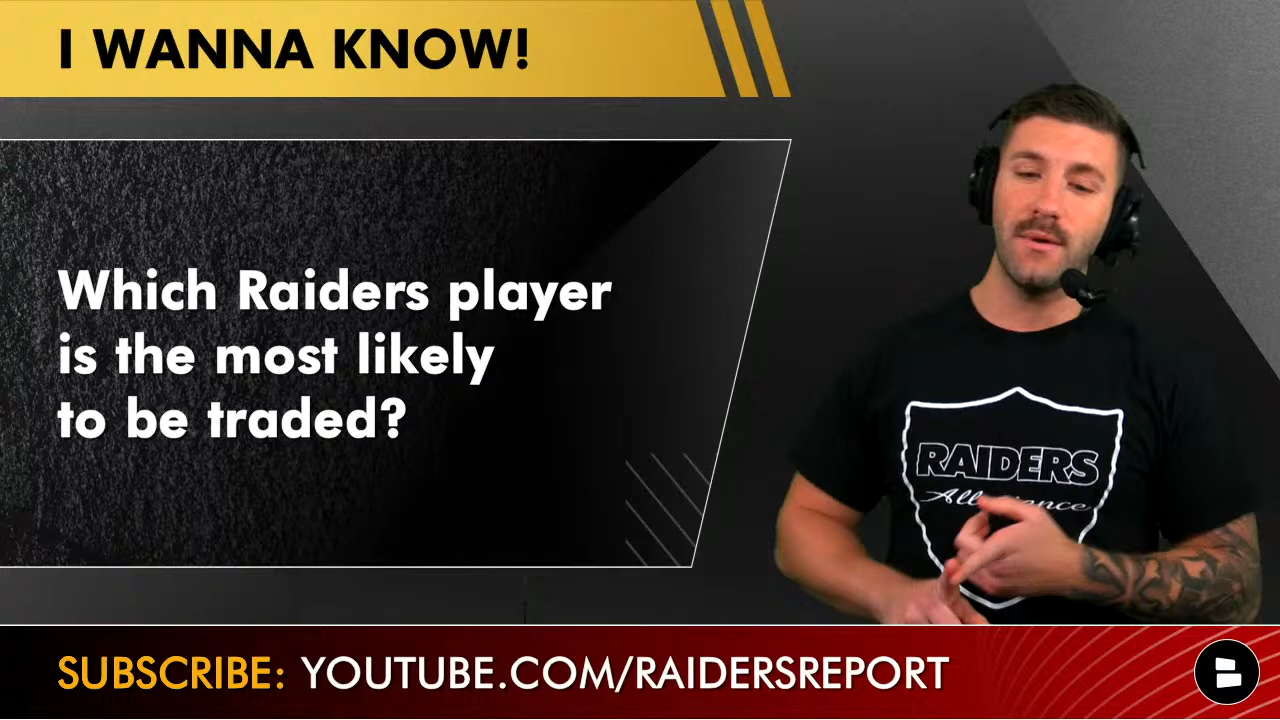 I WANNA KNOW!
Which Raiders player
is the most likely
to be traded?
RAIDERS
SUBSCRIBE: YOUTUBE.COM/RAIDERSREPORT